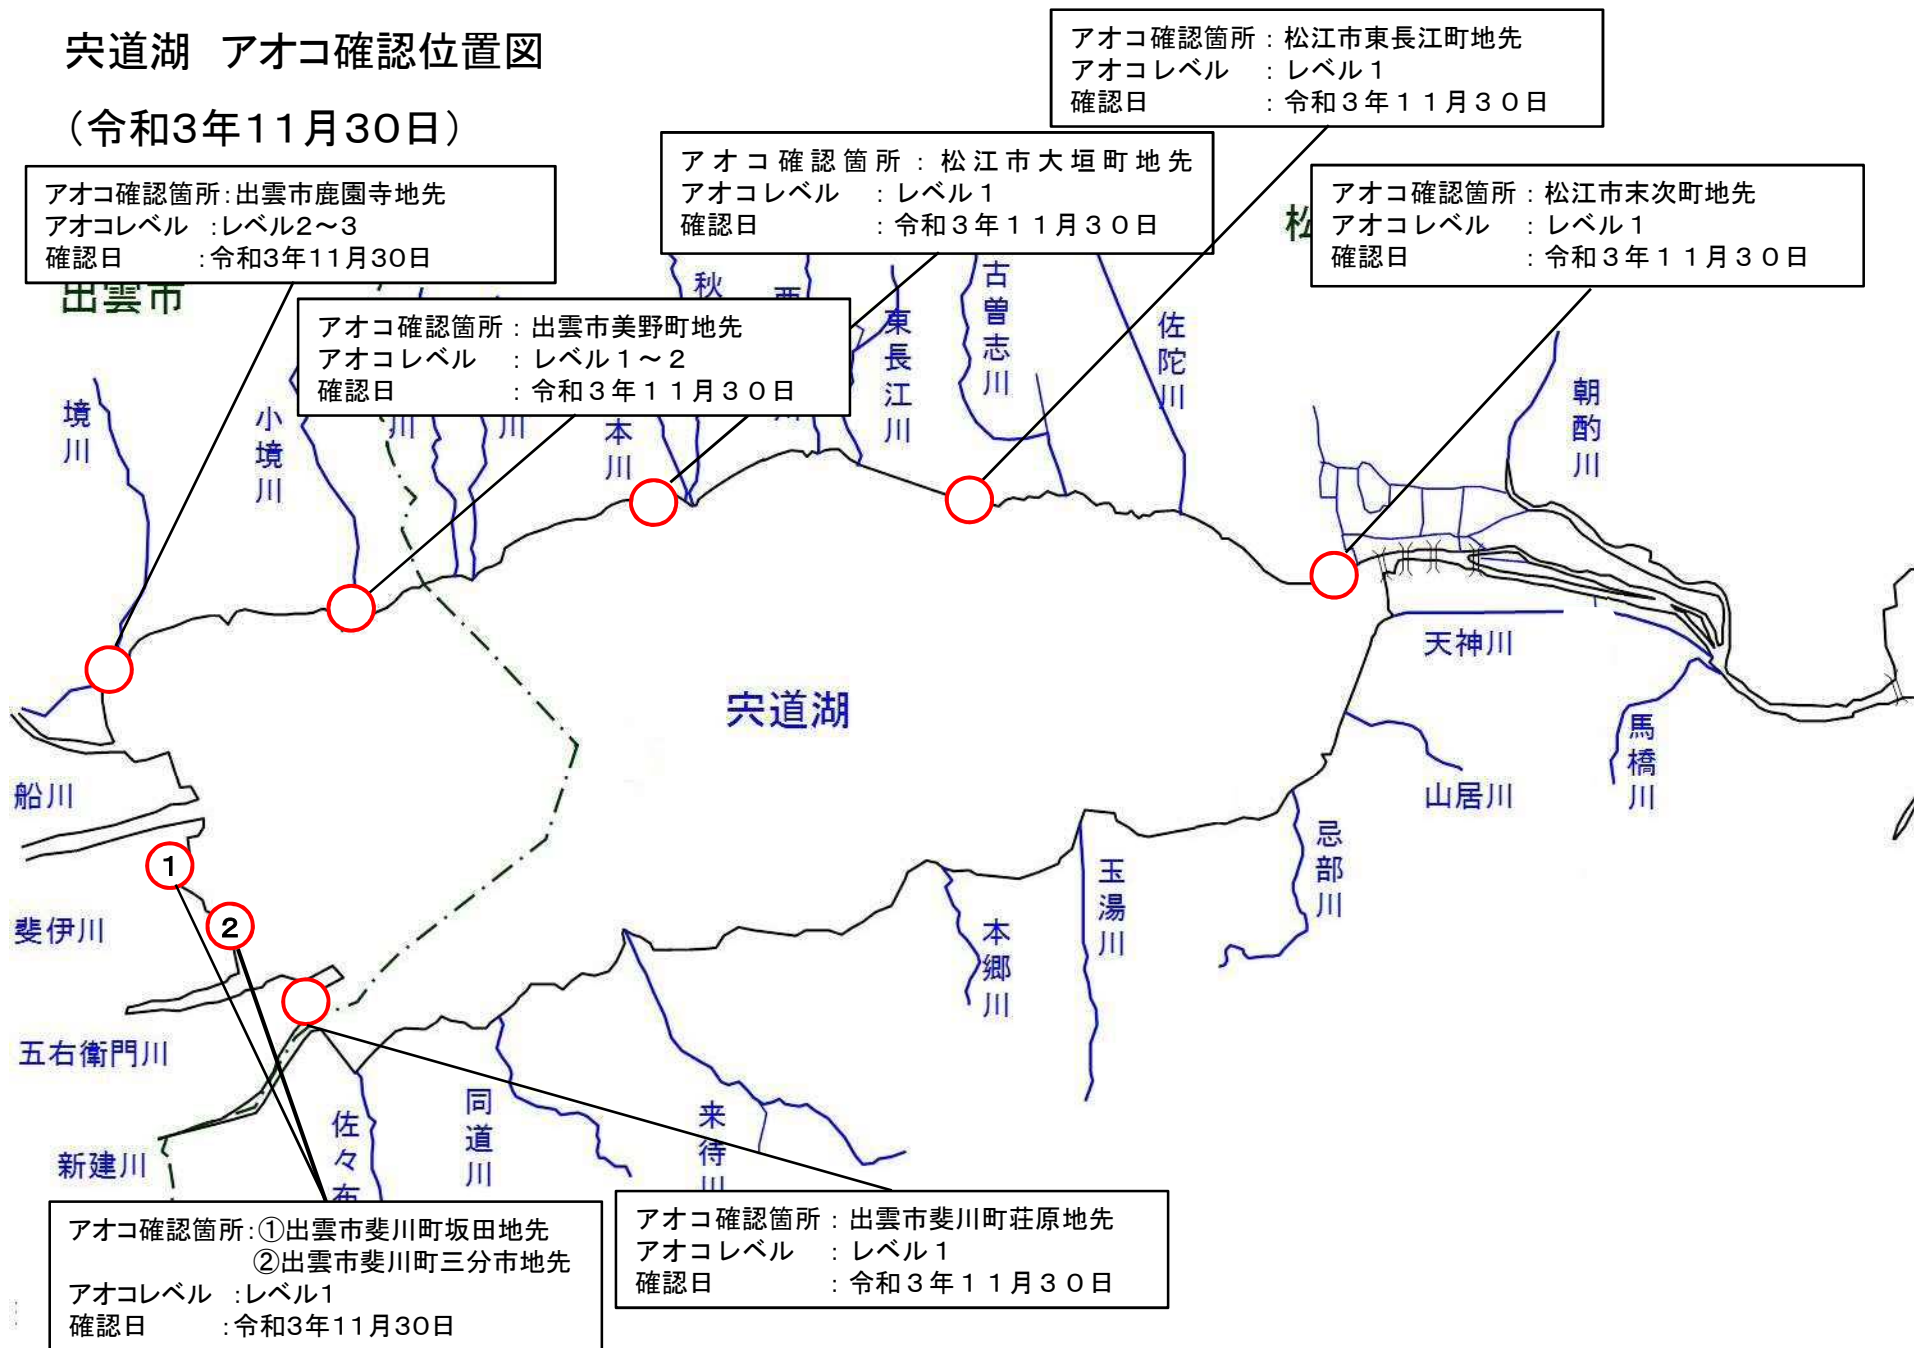 宍道湖 アオコ確認位置図
（令和3年11月30日）
アオコ確認箇所：松江市東長江町地先
アオコレベル ：レベル１
確認日 ：令和３年１１月３０日
アオコ確認箇所：松江市大垣町地先
アオコレベル ：レベル１
確認日 ：令和３年１１月３０日
アオコ確認箇所：松江市末次町地先
アオコレベル ：レベル１
確認日 ：令和３年１１月３０日
アオコ確認箇所：出雲市鹿園寺地先
アオコレベル ：レベル2～3
確認日 ：令和3年11月30日
出雲市
アオコ確認箇所：出雲市美野町地先
アオコレベル ：レベル１～２
確認日 ：令和３年１１月３０日
境川
小境川
川
川
本川
秋
東長江川
古曽志川
佐陀川
朝酌川
天神川
馬橋川
山居川
忌部川
玉湯川
本郷川
宍道湖
船川
1
斐伊川
2
五右衛門川
新建川
佐々布
同道川
来待川
アオコ確認箇所：①出雲市斐川町坂田地先
②出雲市斐川町三分市地先
アオコレベル ：レベル1
確認日 ：令和3年11月30日
アオコ確認箇所：出雲市斐川町荘原地先
アオコレベル ：レベル１
確認日 ：令和３年１１月３０日